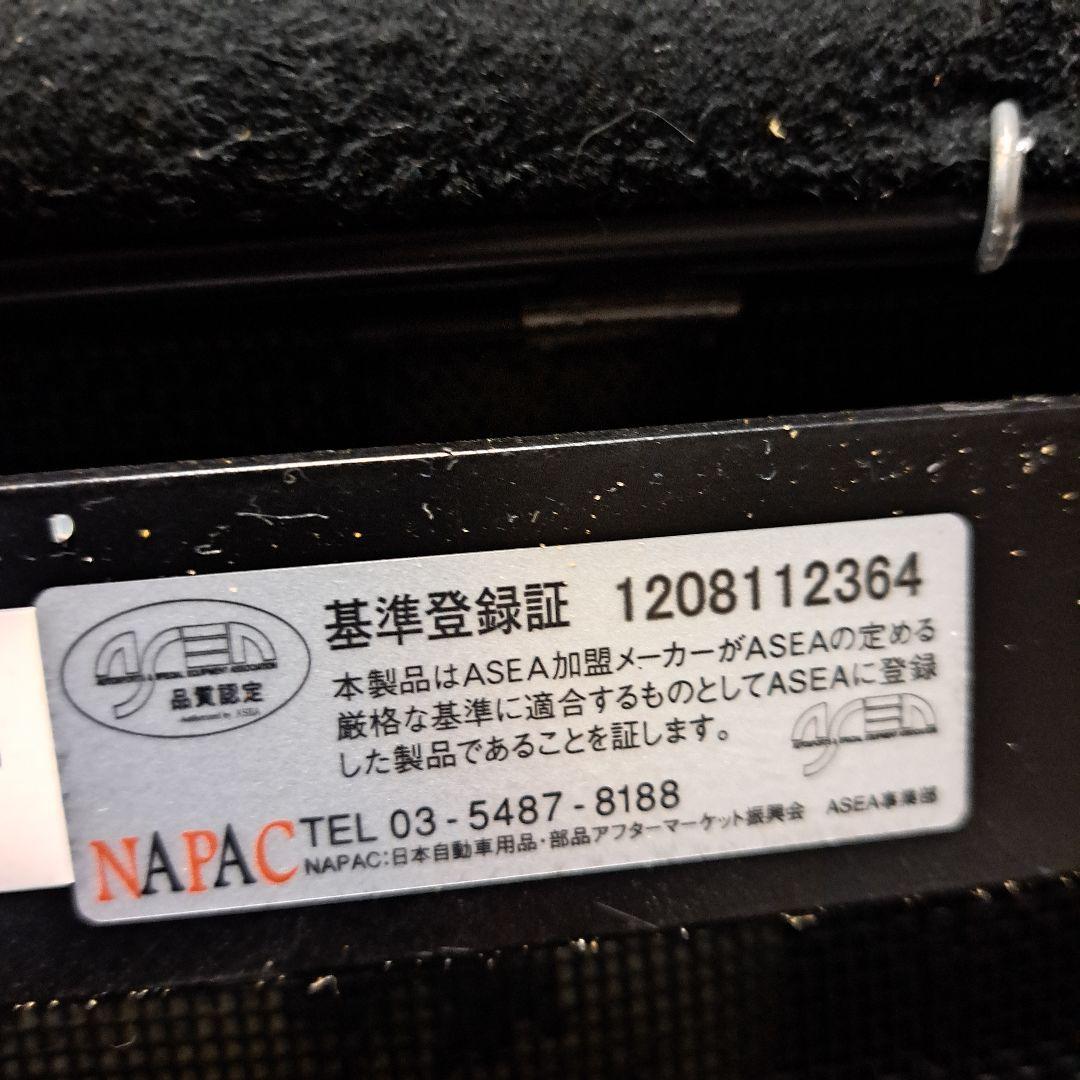 ASEA
品質認定
基準登録証 1208112364
本製品はASEA加盟メーカーがASEAの定める
厳格な基準に適合するものとしてASEAに登録
した製品であることを証します。
ASEA
NAPAC
TEL 03-5487-8188
NAPAC:日本自動車用品・部品アフターマーケット振興会 ASEA事業部